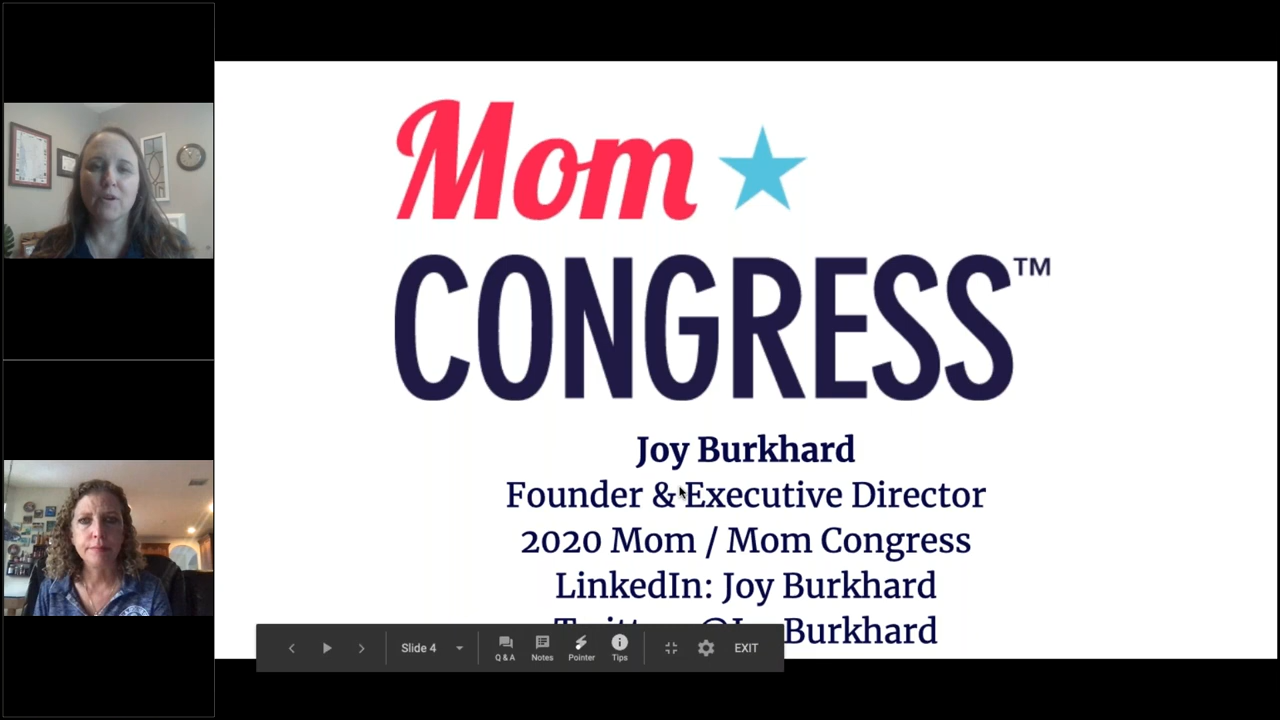 Mom
CONGRESS™
Joy Burkhard
Founder & Executive Director
2020 Mom / Mom Congress
LinkedIn: Joy Burkhard
Burkhard
Slide 4
Q & A
Notes
Pointer
Tips
EXIT